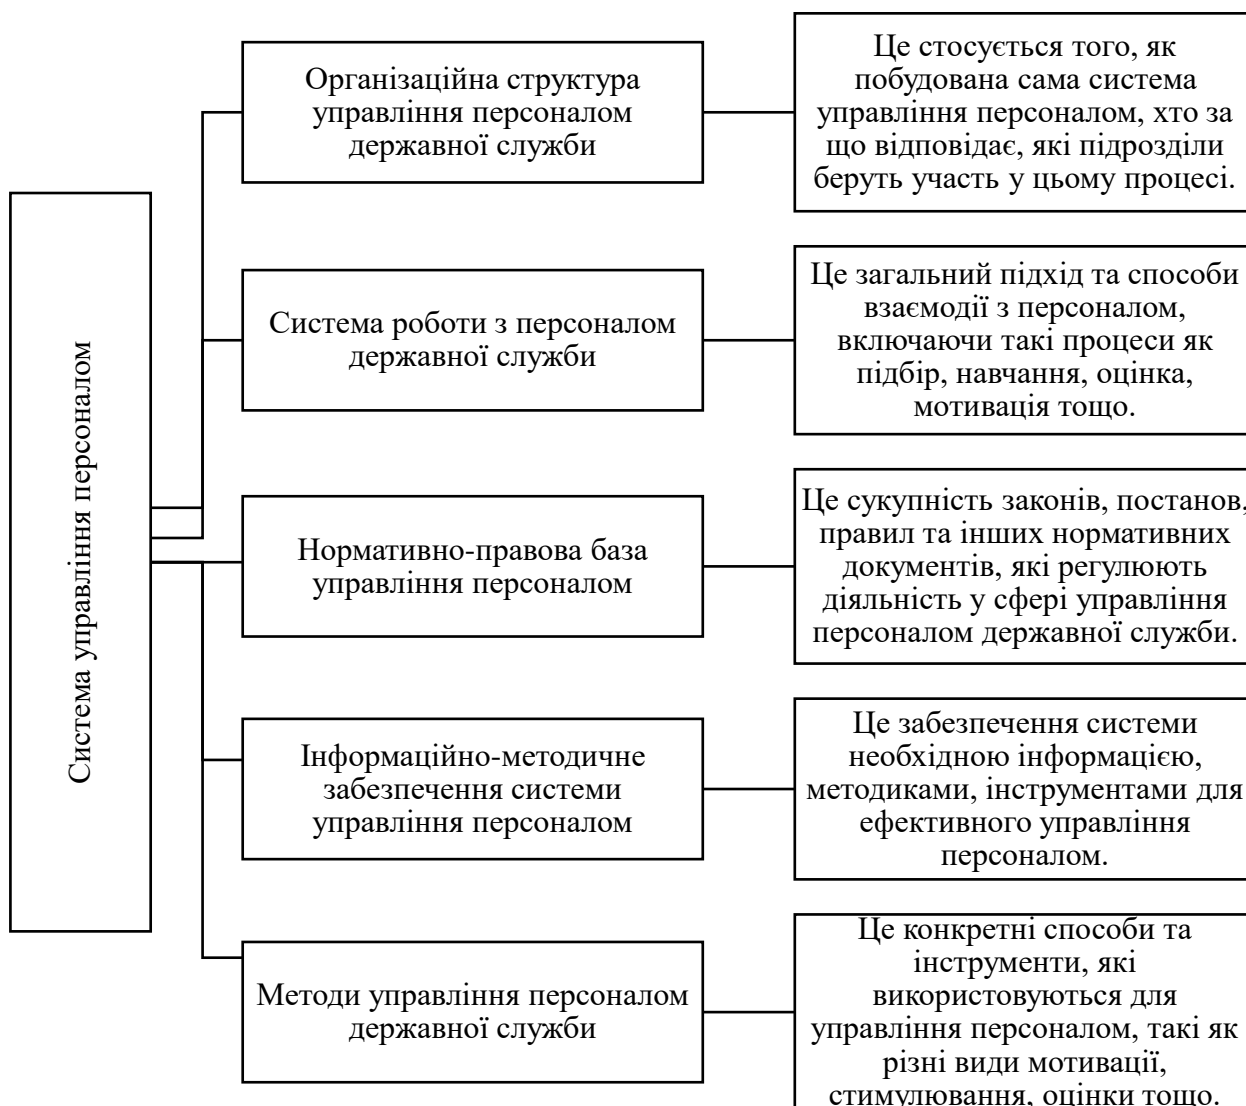 Система управління персоналом
Організаційна структура
управління персоналом
державної служби
Це стосується того, як
побудована сама система
управління персоналом, хто за
що відповідає, які підрозділи
беруть участь у цьому процесі.
Система роботи з персоналом
державної служби
Це загальний підхід та способи
взаємодії з персоналом,
включаючи такі процеси як
підбір, навчання, оцінка,
мотивація тощо.
Нормативно-правова база
управління персоналом
Це сукупність законів, постанов,
правил та інших нормативних
документів, які регулюють
діяльність у сфері управління
персоналом державної служби.
Інформаційно-методичне
забезпечення системи
управління персоналом
Це забезпечення системи
необхідною інформацією,
методиками, інструментами для
ефективного управління
персоналом.
Методи управління персоналом
державної служби
Це конкретні способи та
інструменти, які
використовуються для
управління персоналом, такі як
різні види мотивації,
стимулювання, оцінки тощо.